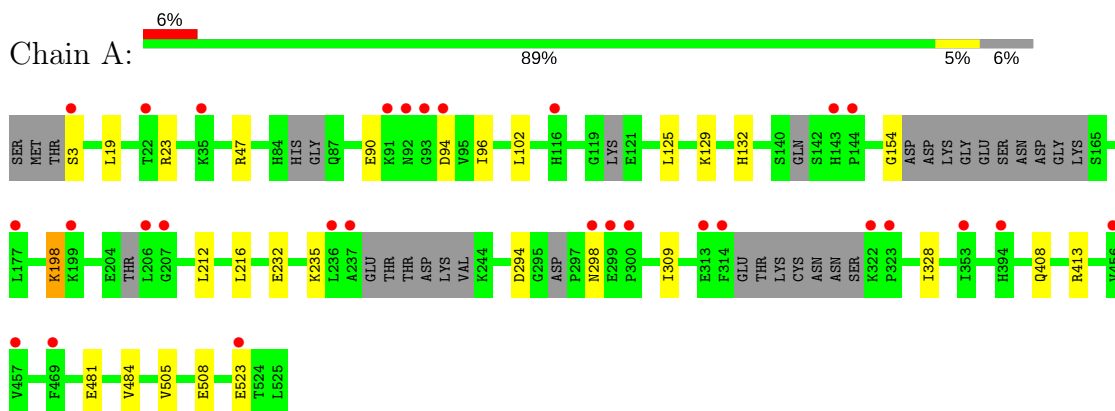 6%
Chain A:
89% 5% 6%
SER MET THR S3 L19 T22 R23 K35 R47 H84 HIS GLY Q87 E90 K91 N92 G93 D94 V95 I96 L102 H116 G119 LYS E121 L125 K129 H132 S140 GLN S142 H143 P144 G154 ASP ASP LYS GLY GLU SER ASN ASP GLY LYS S165
L177 K198 K199 E204 THR L206 G207 L212 L216 E232 K235 L236 A237 GLU THR THR ASP LYS VAL K244 D294 G295 ASP P297 N298 E299 P300 I309 E313 F314 GLU THR LYS CYS ASN ASN SER K322 P323 I328 I353 H394 Q408 R413 V456
V457 F469 E481 V484 V505 E508 E523 T524 L525